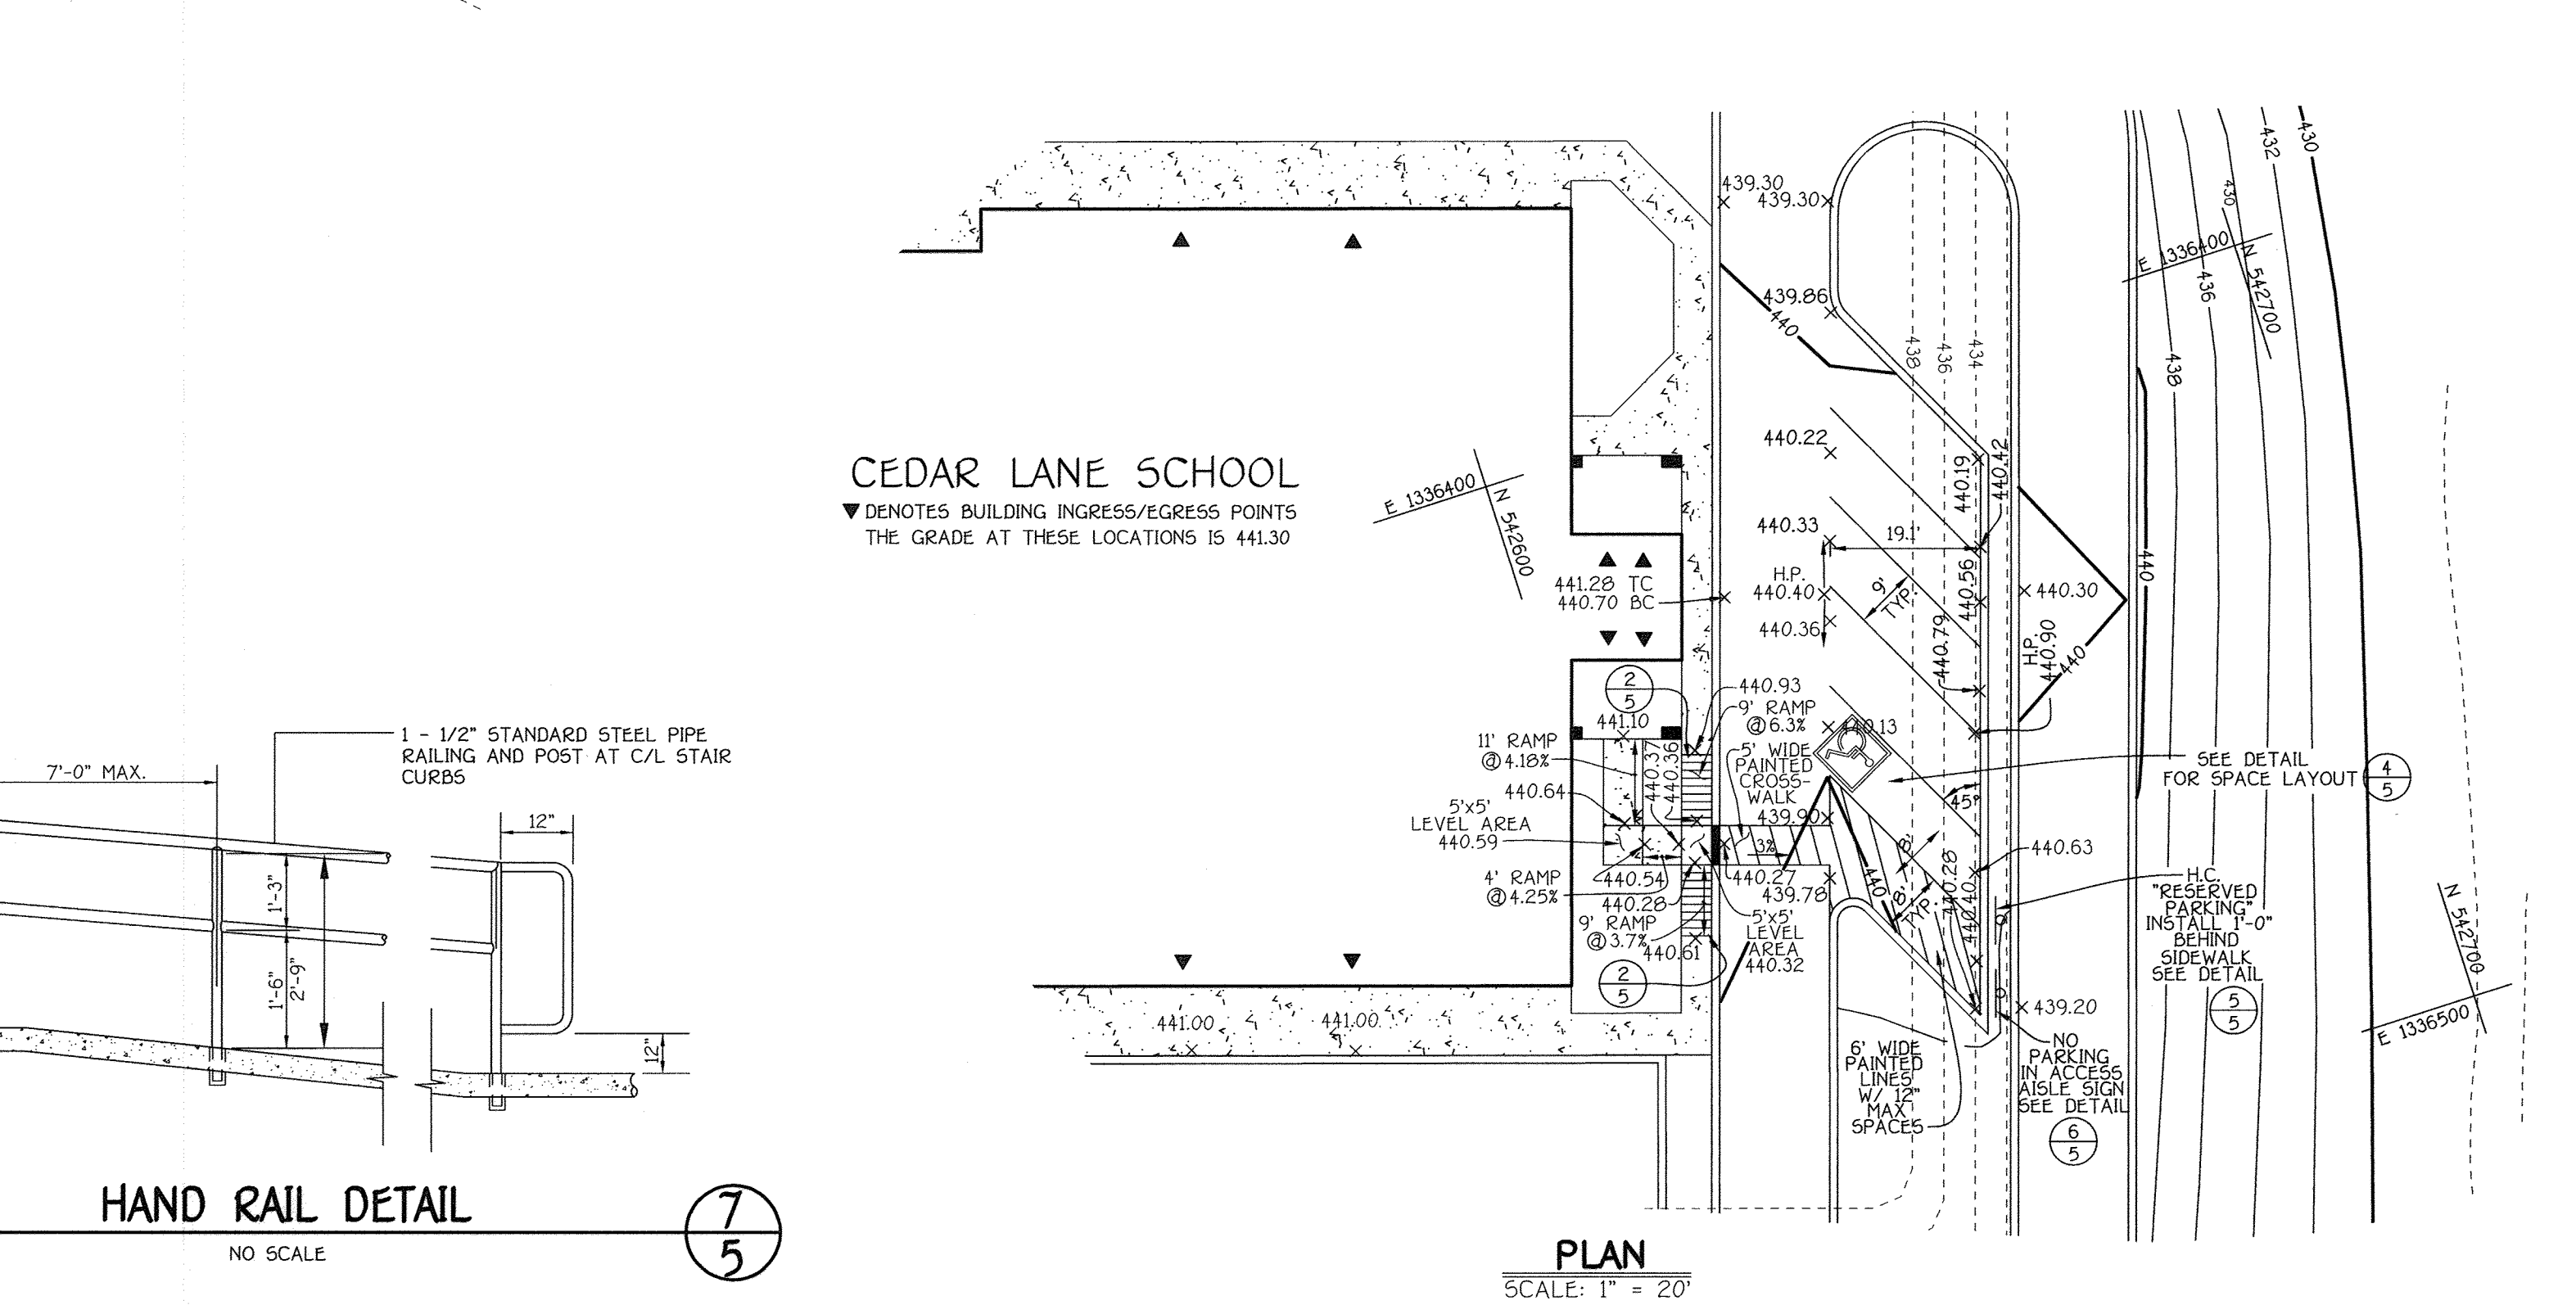 7'-0" MAX.
1 - 1/2" STANDARD STEEL PIPE
RAILING AND POST AT C/L STAIR
CURBS
12"
1'-3"
1'-6"
2'-9"
12"
HAND RAIL DETAIL
NO SCALE
7
5
CEDAR LANE SCHOOL
▼ DENOTES BUILDING INGRESS/EGRESS POINTS
THE GRADE AT THESE LOCATIONS IS 441.30
E 1336400
N 542600
441.28 TC
440.70 BC
2
5
441.10
11' RAMP
@ 4.18%
440.64
5'x5'
LEVEL AREA
440.59
4' RAMP
@ 4.25%
440.54
440.28
9' RAMP
@ 3.7%
440.61
2
5
440.37
440.36
440.93
9' RAMP
@ 6.3%
5' WIDE
PAINTED
CROSS-
WALK
439.90
3%
440.27
439.78
5'x5'
LEVEL
AREA
440.32
441.00
441.00
439.30
439.30
439.86
440
438
436
434
440.22
440.33
19.1'
H.P.
440.40
440.36
9'
TYP.
440.19
440.42
440.56
440.79
440.30
H.P.
440.90
440
440.13
45°
8'
8'
TYP.
440
440.28
440.40
440.63
SEE DETAIL
FOR SPACE LAYOUT
4
5
H.C.
"RESERVED
PARKING"
INSTALL 1'-0"
BEHIND
SIDEWALK
SEE DETAIL
5
5
439.20
NO
PARKING
IN ACCESS
AISLE SIGN
SEE DETAIL
6
5
6' WIDE
PAINTED
LINES
W/ 12"
MAX
SPACES
430
432
430
E 1336400
N 542700
436
438
440
N 542700
E 1336500
PLAN
SCALE: 1" = 20'